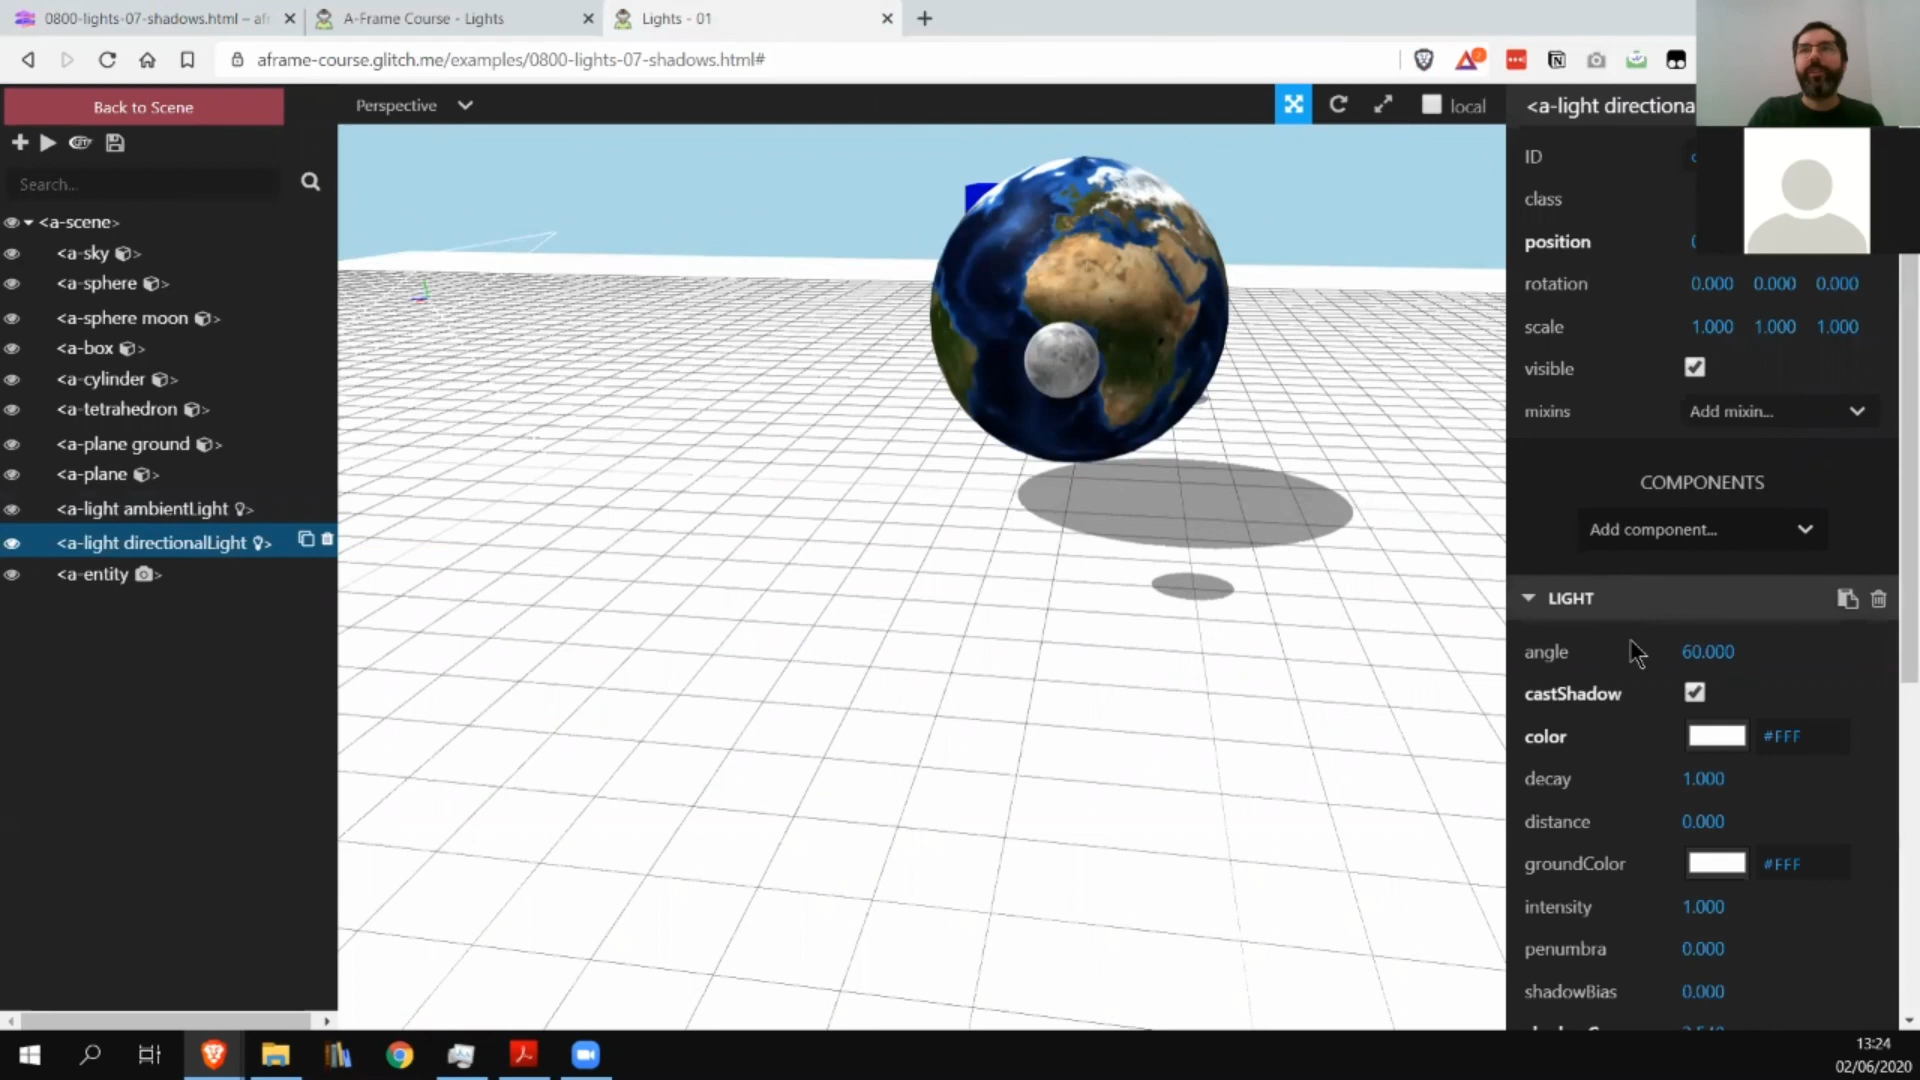 0800-lights-07-shadows.html – afr
A-Frame Course - Lights
Lights - 01
aframe-course.glitch.me/examples/0800-lights-07-shadows.html#
Back to Scene
Perspective
local
<a-light directiona
Search...
<a-scene>
<a-sky >
<a-sphere >
<a-sphere moon >
<a-box >
<a-cylinder >
<a-tetrahedron >
<a-plane ground >
<a-plane >
<a-light ambientLight >
<a-light directionalLight >
<a-entity >
ID
class
position
rotation 0.000 0.000 0.000
scale 1.000 1.000 1.000
visible
mixins Add mixin...
COMPONENTS
Add component...
LIGHT
angle 60.000
castShadow
color #FFF
decay 1.000
distance 0.000
groundColor #FFF
intensity 1.000
penumbra 0.000
shadowBias 0.000
13:24
02/06/2020